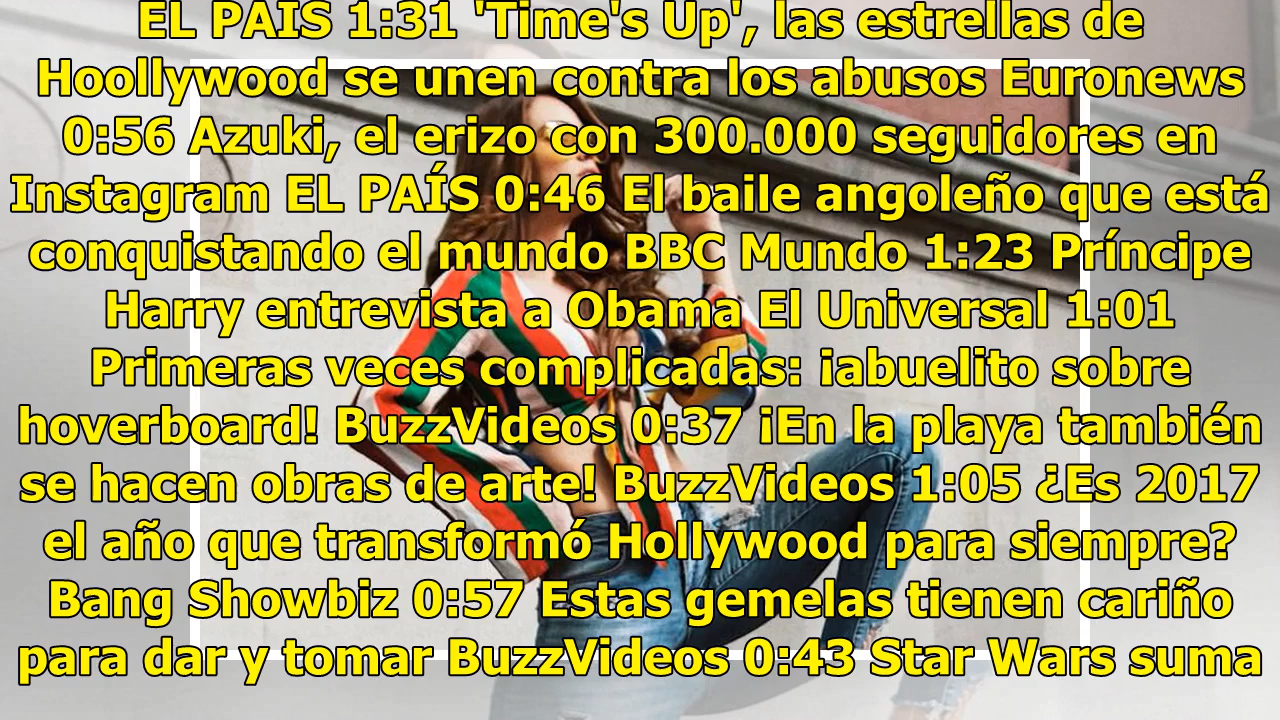 EL PAÍS 1:31 'Time's Up', las estrellas de
Hoollywood se unen contra los abusos Euronews
0:56 Azuki, el erizo con 300.000 seguidores en
Instagram EL PAÍS 0:46 El baile angoleño que está
conquistando el mundo BBC Mundo 1:23 Príncipe
Harry entrevista a Obama El Universal 1:01
Primeras veces complicadas: ¡abuelito sobre
hoverboard! BuzzVideos 0:37 ¡En la playa también
se hacen obras de arte! BuzzVideos 1:05 ¿Es 2017
el año que transformó Hollywood para siempre?
Bang Showbiz 0:57 Estas gemelas tienen cariño
para dar y tomar BuzzVideos 0:43 Star Wars suma